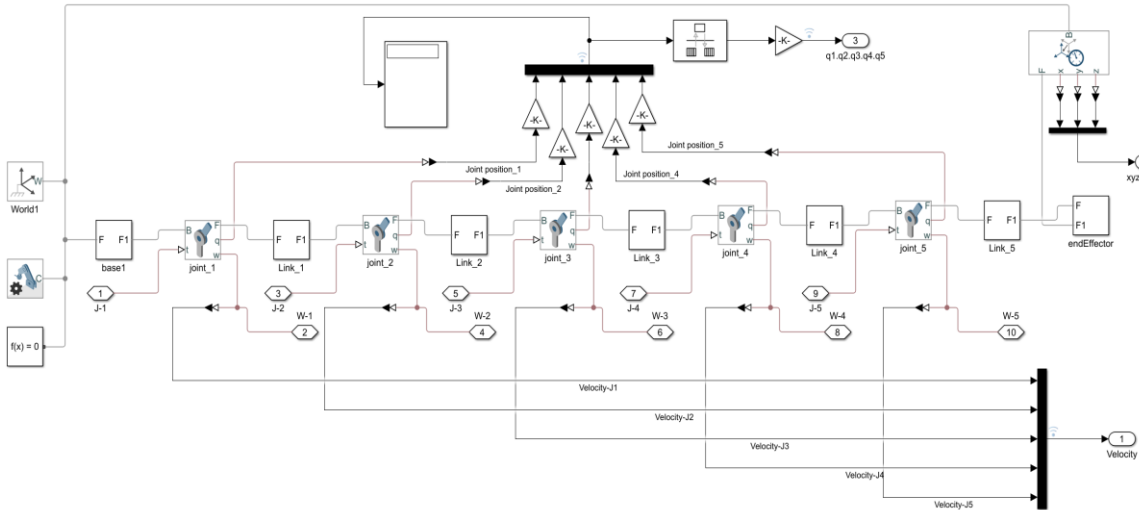 B
-K-
3
q1.q2.q3.q4.q5
F x y z
-K-
-K-
-K-
-K-
-K-
Joint position_5
Joint position_1
Joint position_2
Joint position_4
W
World1
xyz
F F1
base1
B F
q
t w
joint_1
F F1
Link_1
B F
q
t w
joint_2
F F1
Link_2
B F
q
t w
joint_3
F F1
Link_3
B F
q
t w
joint_4
F F1
Link_4
B F
q
t w
joint_5
F F1
Link_5
F
F1
endEffector
C
1
J-1
3
J-2
5
J-3
7
J-4
9
J-5
W-1
2
W-2
4
W-3
6
W-4
8
W-5
10
f(x) = 0
Velocity-J1
Velocity-J2
Velocity-J3
Velocity-J4
Velocity-J5
1
Velocity